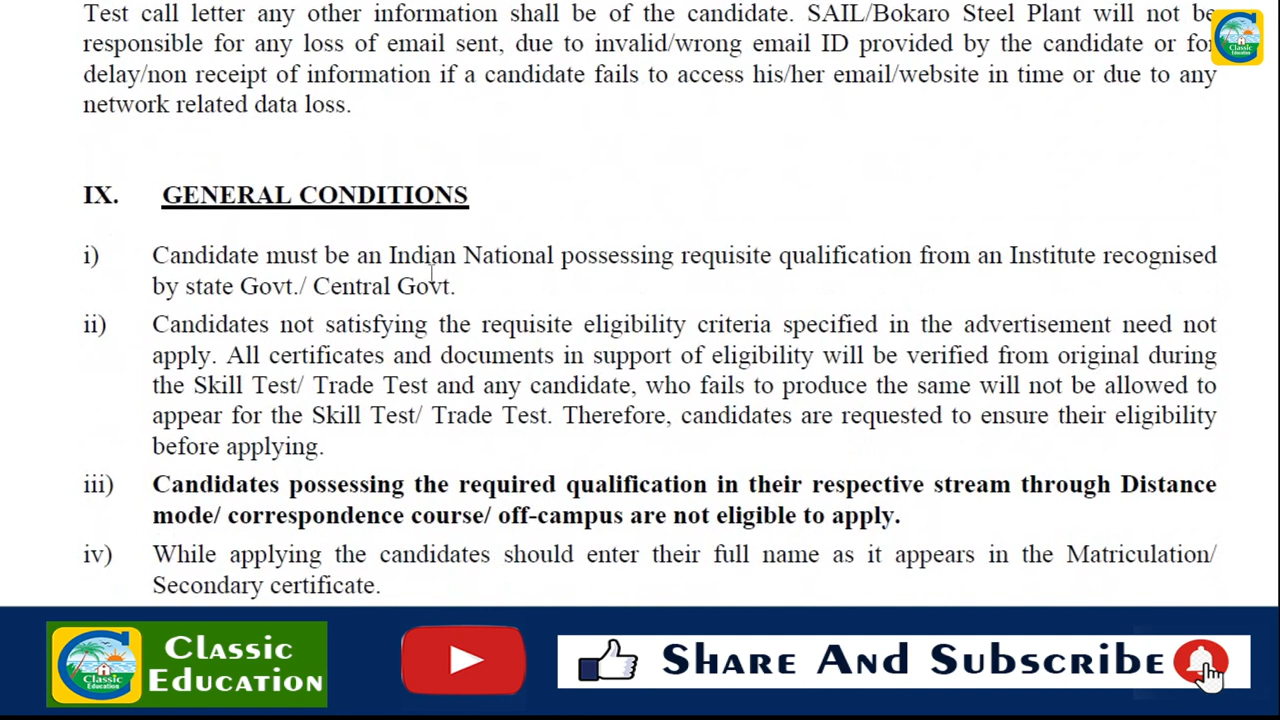 Test call letter any other information shall be of the candidate. SAIL/Bokaro Steel Plant will not be
responsible for any loss of email sent, due to invalid/wrong email ID provided by the candidate or for
delay/non receipt of information if a candidate fails to access his/her email/website in time or due to any
network related data loss.
IX. GENERAL CONDITIONS
i) Candidate must be an Indian National possessing requisite qualification from an Institute recognised
by state Govt./ Central Govt.
ii) Candidates not satisfying the requisite eligibility criteria specified in the advertisement need not
apply. All certificates and documents in support of eligibility will be verified from original during
the Skill Test/ Trade Test and any candidate, who fails to produce the same will not be allowed to
appear for the Skill Test/ Trade Test. Therefore, candidates are requested to ensure their eligibility
before applying.
iii) Candidates possessing the required qualification in their respective stream through Distance
mode/ correspondence course/ off-campus are not eligible to apply.
iv) While applying the candidates should enter their full name as it appears in the Matriculation/
Secondary certificate.
Classic
Education
Classic
Education
Classic
Education
Share And Subscribe